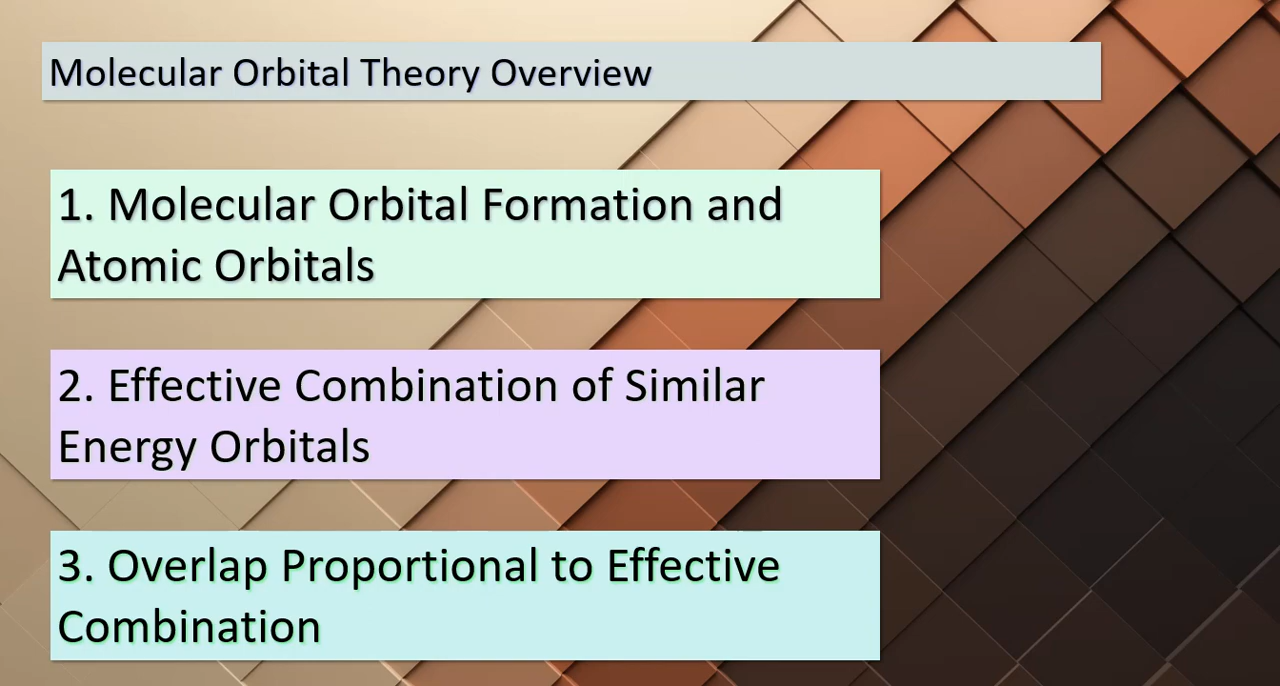 Molecular Orbital Theory Overview
1. Molecular Orbital Formation and
Atomic Orbitals
2. Effective Combination of Similar
Energy Orbitals
3. Overlap Proportional to Effective
Combination